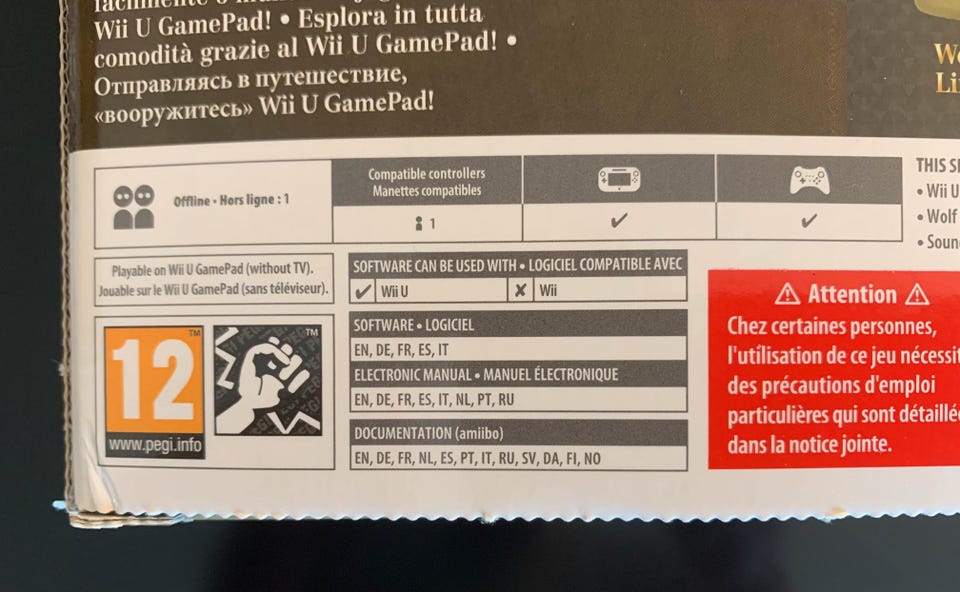 Wii U GamePad! • Esplora in tutta
comodità grazie al Wii U GamePad! •
Отправляясь в путешествие,
«вооружитесь» Wii U GamePad!
Offline • Hors ligne : 1
Compatible controllers
Manettes compatibles
1 ✔ ✔
Playable on Wii U GamePad (without TV).
Jouable sur le Wii U GamePad (sans téléviseur).
SOFTWARE CAN BE USED WITH • LOGICIEL COMPATIBLE AVEC
✔ Wii U ✘ Wii
SOFTWARE • LOGICIEL
EN, DE, FR, ES, IT
ELECTRONIC MANUAL • MANUEL ÉLECTRONIQUE
EN, DE, FR, ES, IT, NL, PT, RU
DOCUMENTATION (amiibo)
EN, DE, FR, NL, ES, PT, IT, RU, SV, DA, FI, NO
12
TM
www.pegi.info
TM
THIS
• Wii U
• Wolf
⚠ Attention ⚠
Chez certaines personnes,
l'utilisation de ce jeu
des précautions d'emploi
particulières qui sont
dans la notice jointe.